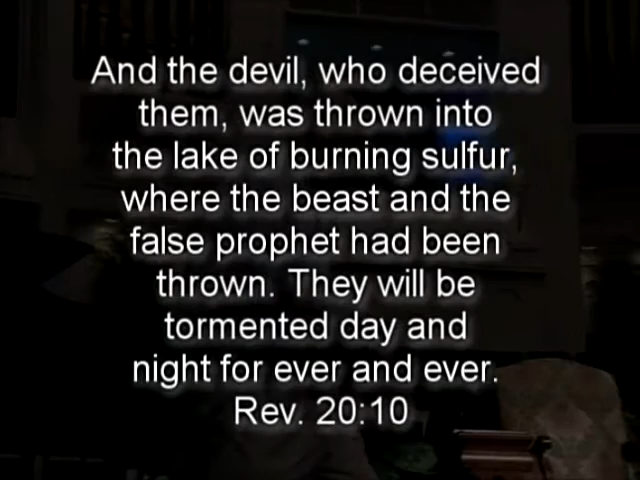 And the devil, who deceived
them, was thrown into
the lake of burning sulfur,
where the beast and the
false prophet had been
thrown. They will be
tormented day and
night for ever and ever.
Rev. 20:10